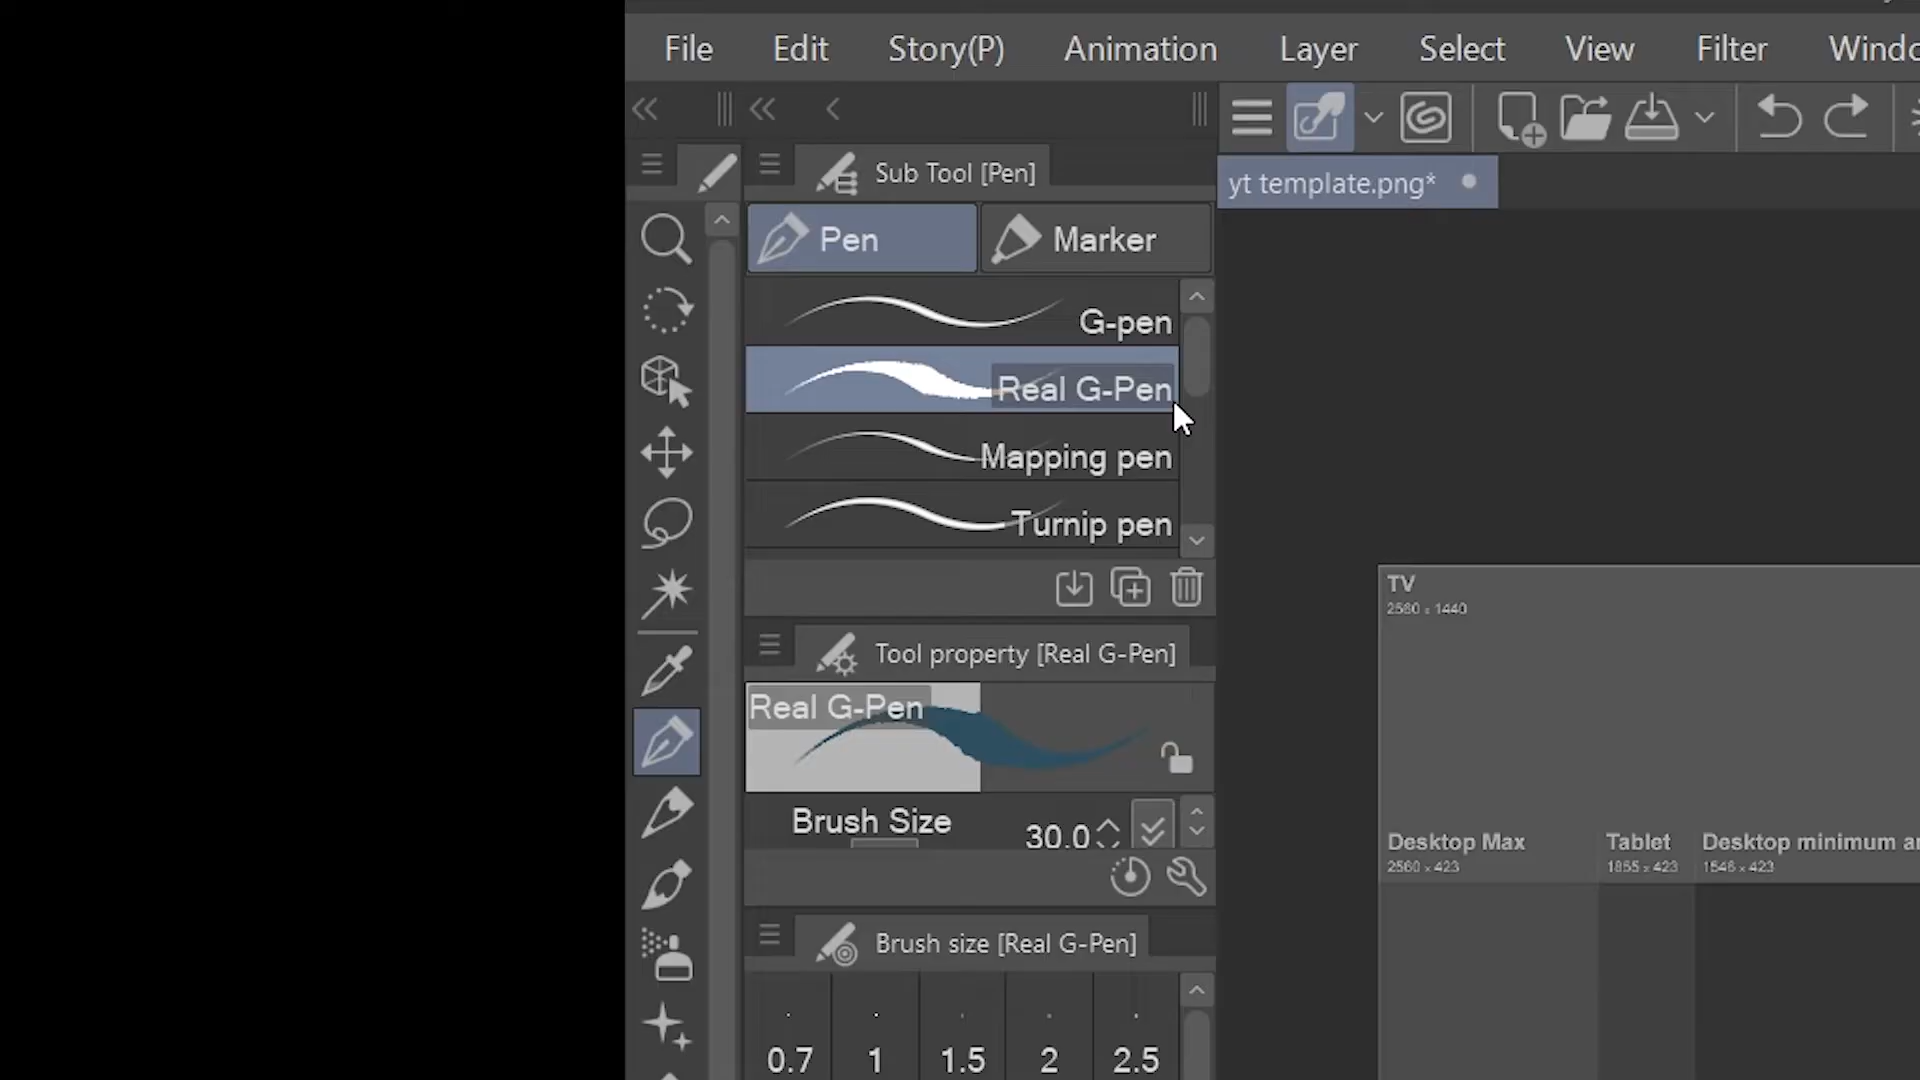 File Edit Story(P) Animation Layer Select View Filter
Sub Tool [Pen]
yt template.png*
Pen
Marker
G-pen
Real G-Pen
Mapping pen
Turnip pen
Tool property [Real G-Pen]
Real G-Pen
Brush Size 30.0
Brush size [Real G-Pen]
0.7 1 1.5 2 2.5
TV
2560 x 1440
Desktop Max
2560 x 423
Tablet
1855 x 423
Desktop minimum
1546 x 423